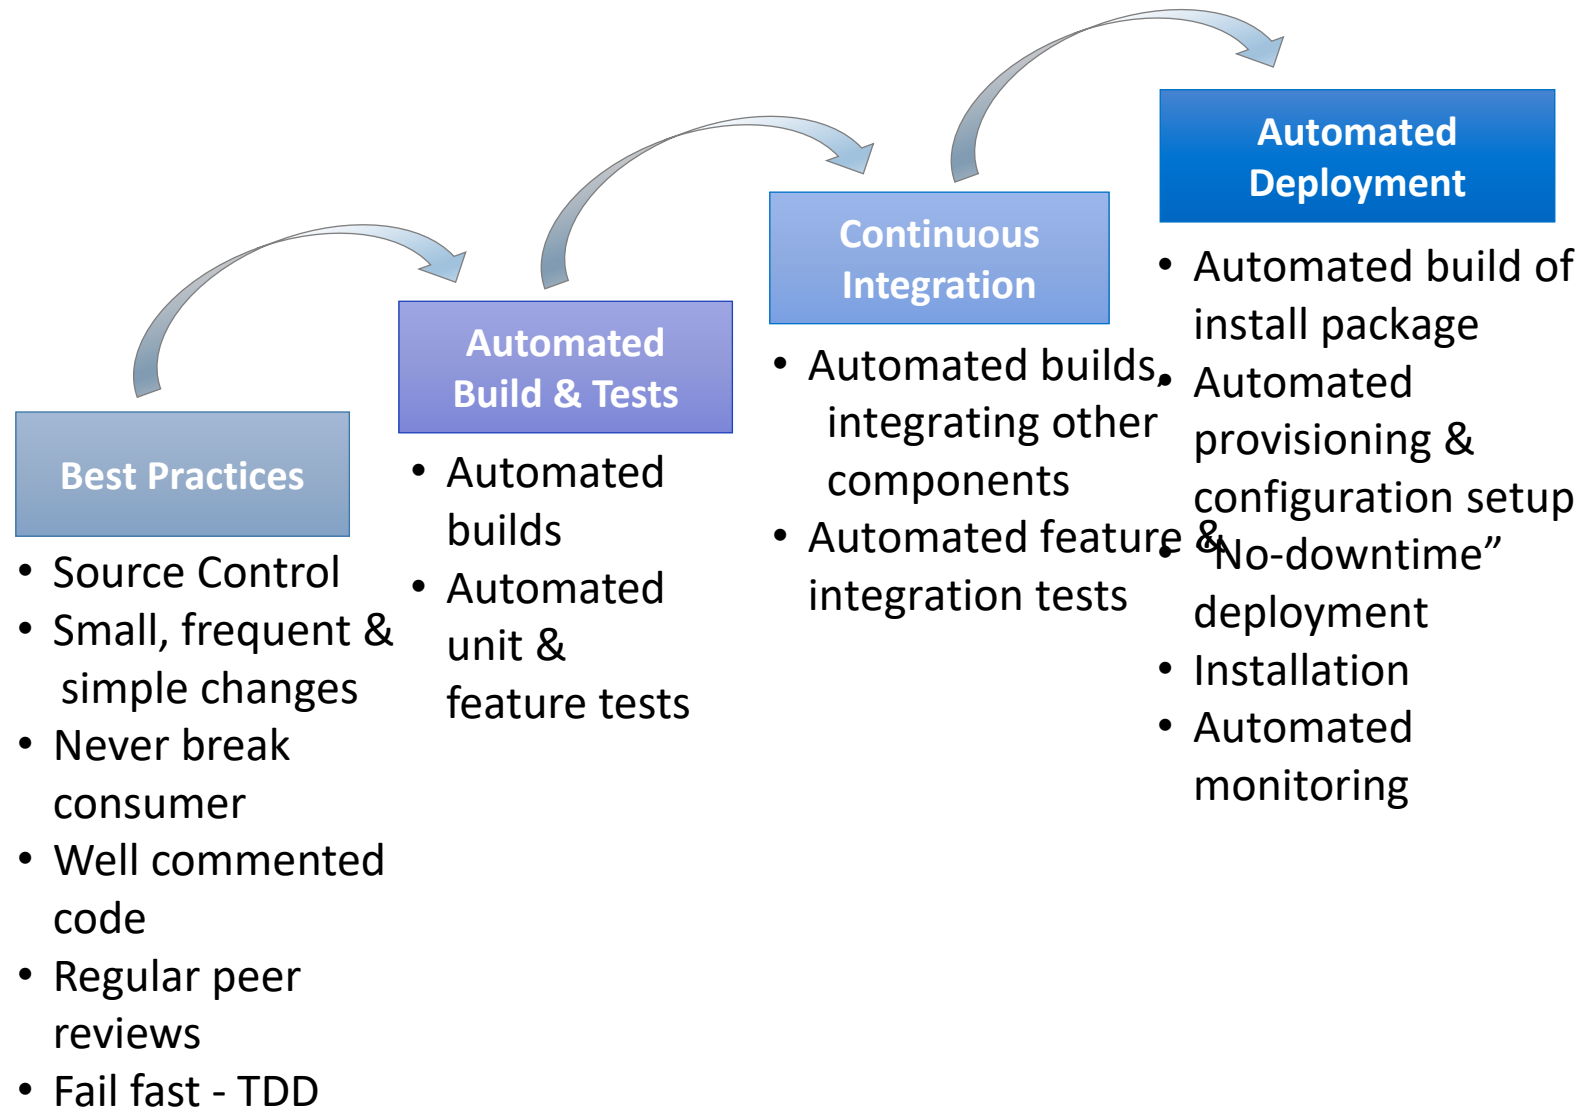 Best Practices
• Source Control
• Small, frequent &
simple changes
• Never break
consumer
• Well commented
code
• Regular peer
reviews
• Fail fast - TDD
Automated
Build & Tests
• Automated
builds
• Automated
unit &
feature tests
Continuous
Integration
• Automated builds,
integrating other
components
• Automated feature &
integration tests
Automated
Deployment
• Automated build of
install package
• Automated
provisioning &
configuration setup
• “No-downtime”
deployment
• Installation
• Automated
monitoring